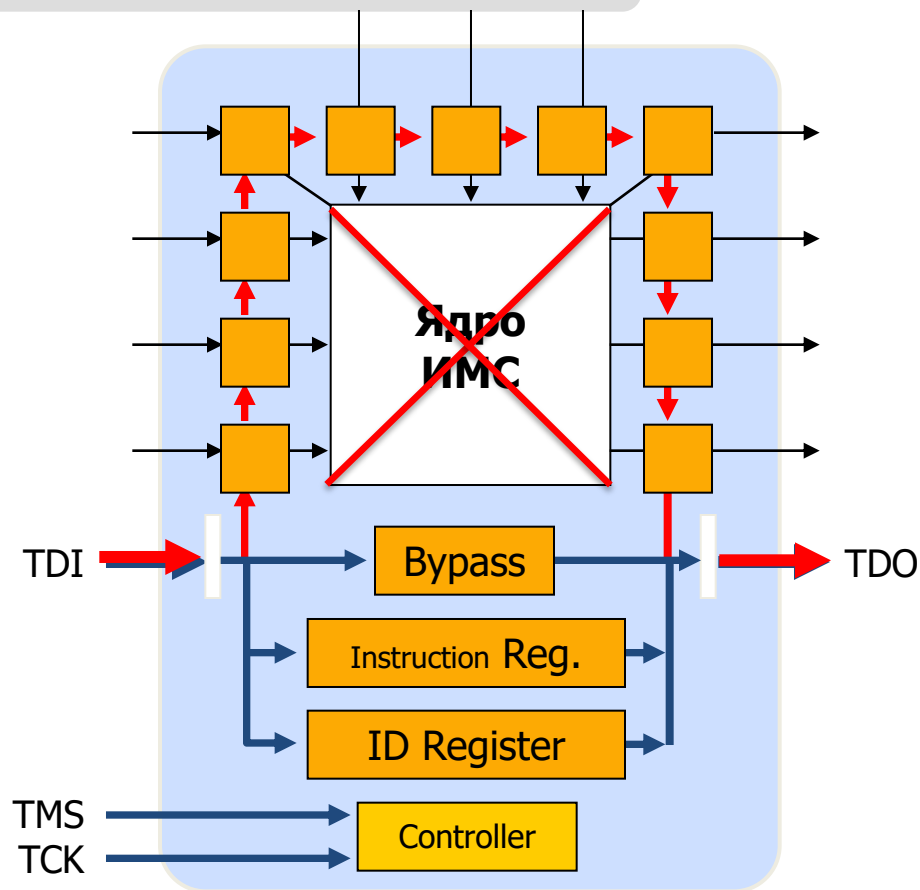 Ядро
ИМС
TDI
Bypass
TDO
Instruction Reg.
ID Register
TMS
Controller
TCK